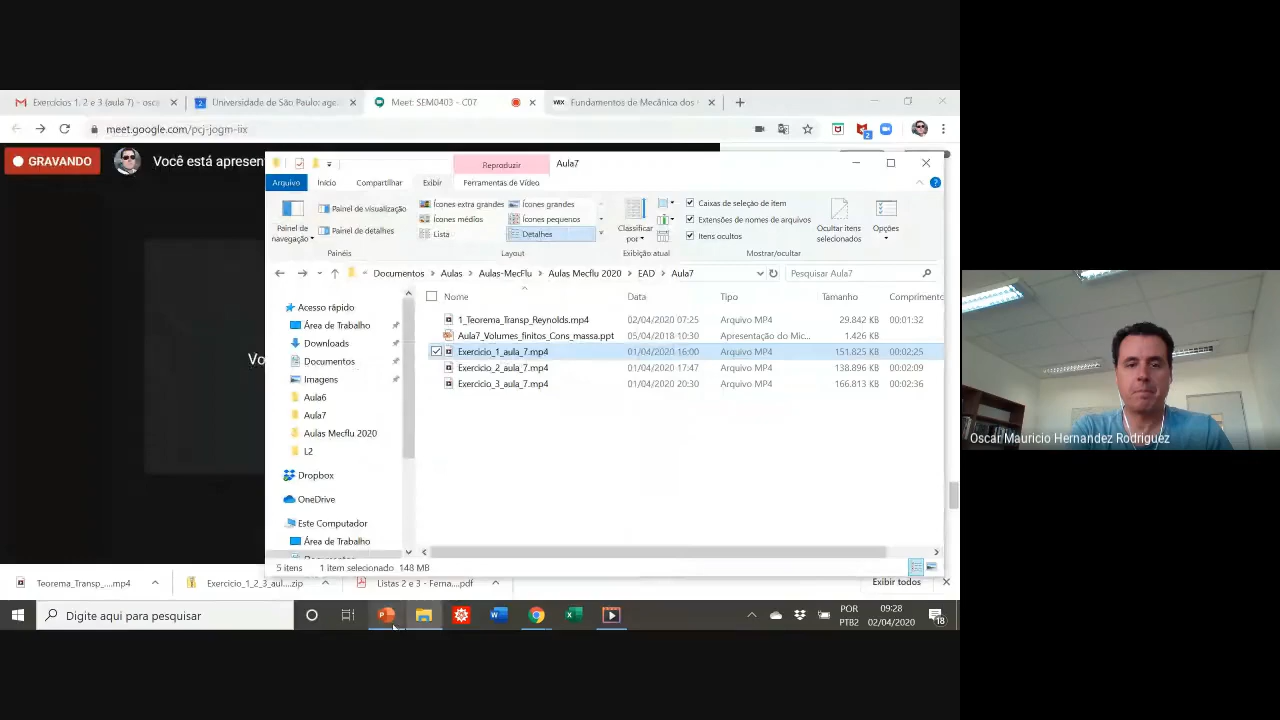 Exercícios 1, 2 e 3 (aula 7) - osca
Universidade de São Paulo: age
Meet: SEM0403 - C07
WIX Fundamentos de Mecânica dos
meet.google.com/pcj-jogm-iix
GRAVANDO
Você está apresen
Reproduzir
Aula7
Arquivo
Início
Compartilhar
Exibir
Ferramentas de Vídeo
Painel de navegação
Painel de visualização
Painel de detalhes
Painéis
Ícones extra grandes
Ícones grandes
Ícones médios
Ícones pequenos
Lista
Detalhes
Layout
Classificar por
Exibição atual
Caixas de seleção de item
Extensões de nomes de arquivos
Itens ocultos
Ocultar itens selecionados
Mostrar/ocultar
Opções
Documentos > Aulas > Aulas-MecFlu > Aulas Mecflu 2020 > EAD > Aula7
Pesquisar Aula7
Nome Data Tipo Tamanho Comprimento
1_Teorema_Transp_Reynolds.mp4 02/04/2020 07:25 Arquivo MP4 29.842 KB 00:01:32
Aula7_Volumes_finitos_Cons_massa.ppt 05/04/2018 10:30 Apresentação do Mic... 1.426 KB
Exercicio_1_aula_7.mp4 01/04/2020 16:00 Arquivo MP4 151.825 KB 00:02:25
Exercicio_2_aula_7.mp4 01/04/2020 17:47 Arquivo MP4 138.896 KB 00:02:09
Exercicio_3_aula_7.mp4 01/04/2020 20:30 Arquivo MP4 166.813 KB 00:02:36
Acesso rápido
Área de Trabalho
Downloads
Documentos
Imagens
Aula6
Aula7
Aulas Mecflu 2020
L2
Dropbox
OneDrive
Este Computador
Área de Trabalho
Vo
5 itens 1 item selecionado 148 MB
Teorema_Transp_....mp4
Exercicio_1_2_3_aul....zip
Listas 2 e 3 - Ferna....pdf
Exibir todos
Digite aqui para pesquisar
POR
PTB2
09:28
02/04/2020
18
Oscar Mauricio Hernandez Rodriguez